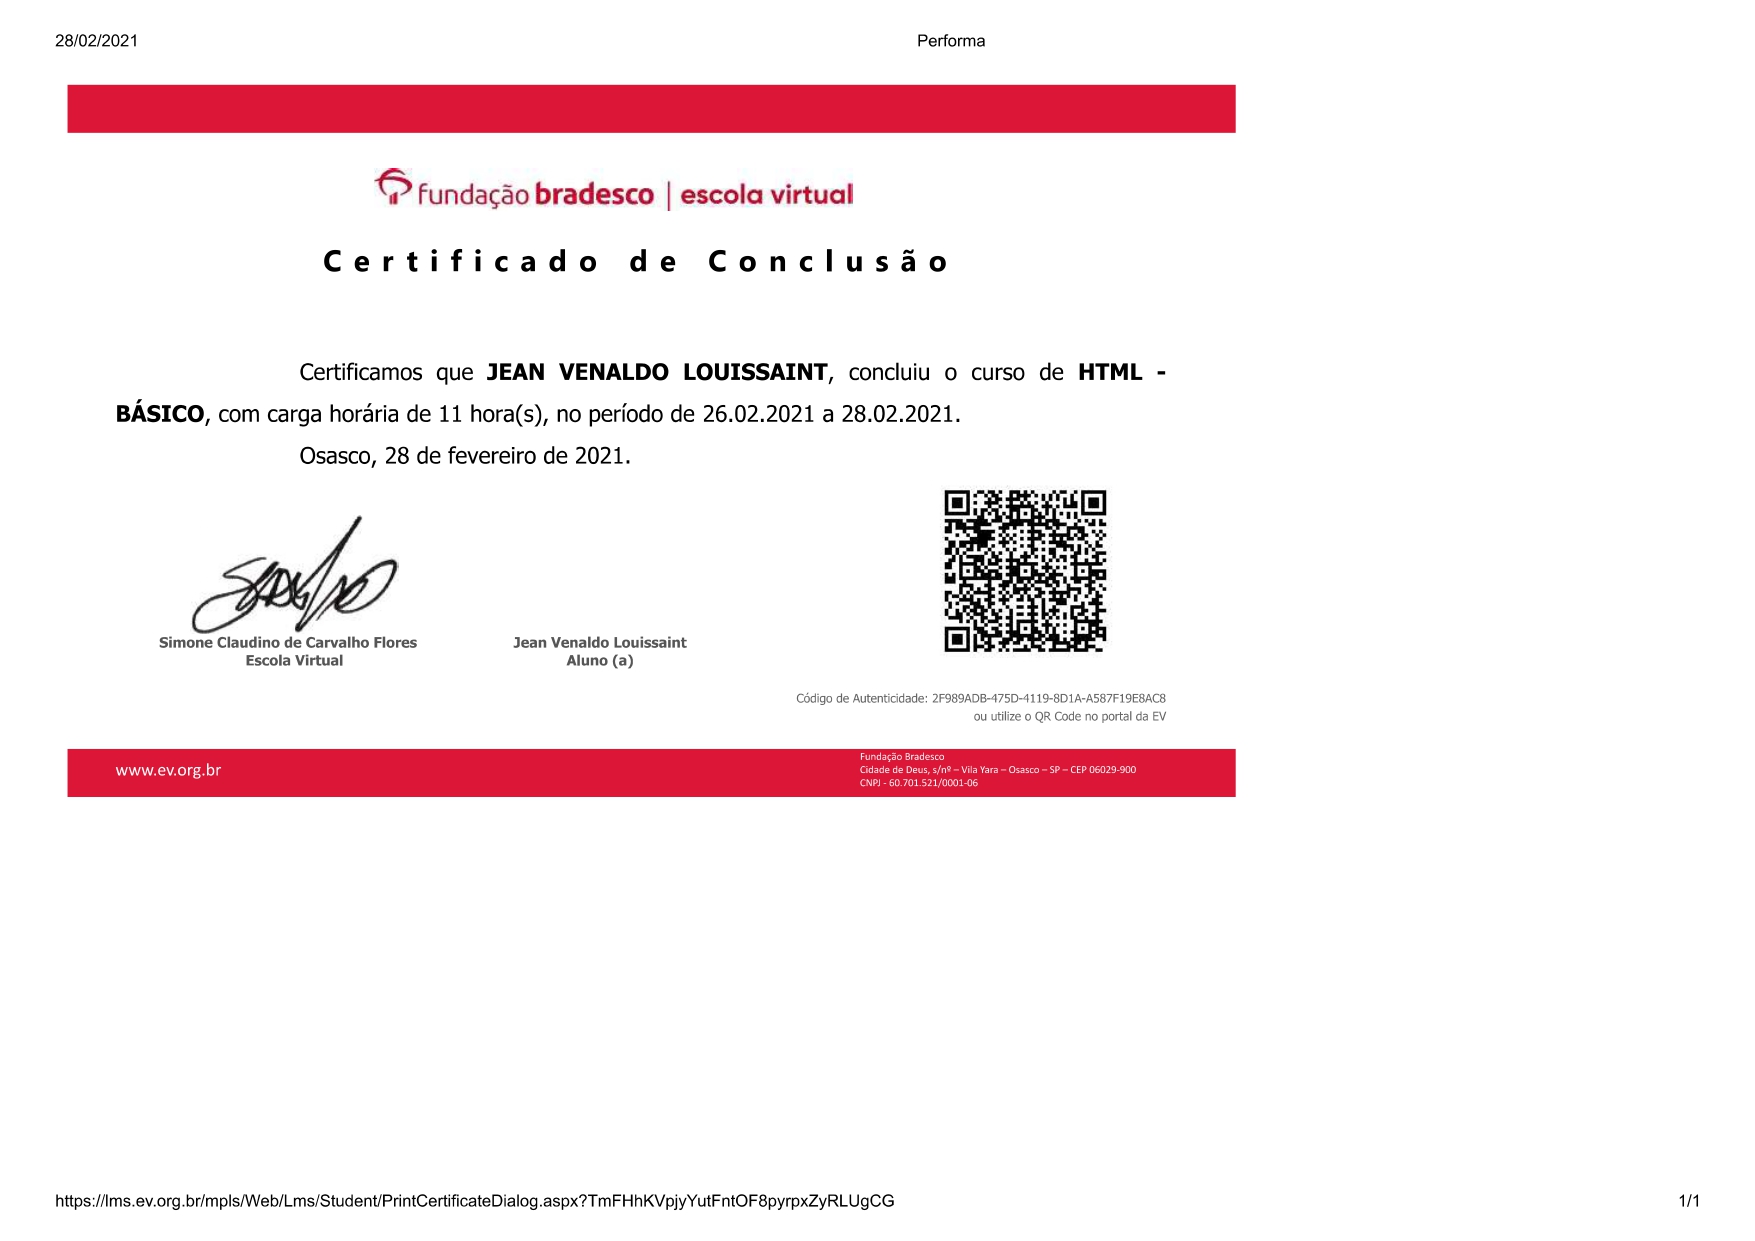 28/02/2021 Performa
fundação bradesco | escola virtual
Certificado de Conclusão
Certificamos que JEAN VENALDO LOUISSAINT, concluiu o curso de HTML -
BÁSICO, com carga horária de 11 hora(s), no período de 26.02.2021 a 28.02.2021.
Osasco, 28 de fevereiro de 2021.
Simone Claudino de Carvalho Flores
Escola Virtual
Jean Venaldo Louissaint
Aluno (a)
Código de Autenticidade: 2F989ADB-475D-4119-8D1A-A587F19E8AC8
ou utilize o QR Code no portal da EV
www.ev.org.br
Fundação Bradesco
Cidade de Deus, s/nº – Vila Yara – Osasco – SP – CEP 06029-900
CNPJ - 60.701.521/0001-06
https://lms.ev.org.br/mpls/Web/Lms/Student/PrintCertificateDialog.aspx?TmFHhKVpjyYutFntOF8pyrpxZyRLUgCG 1/1